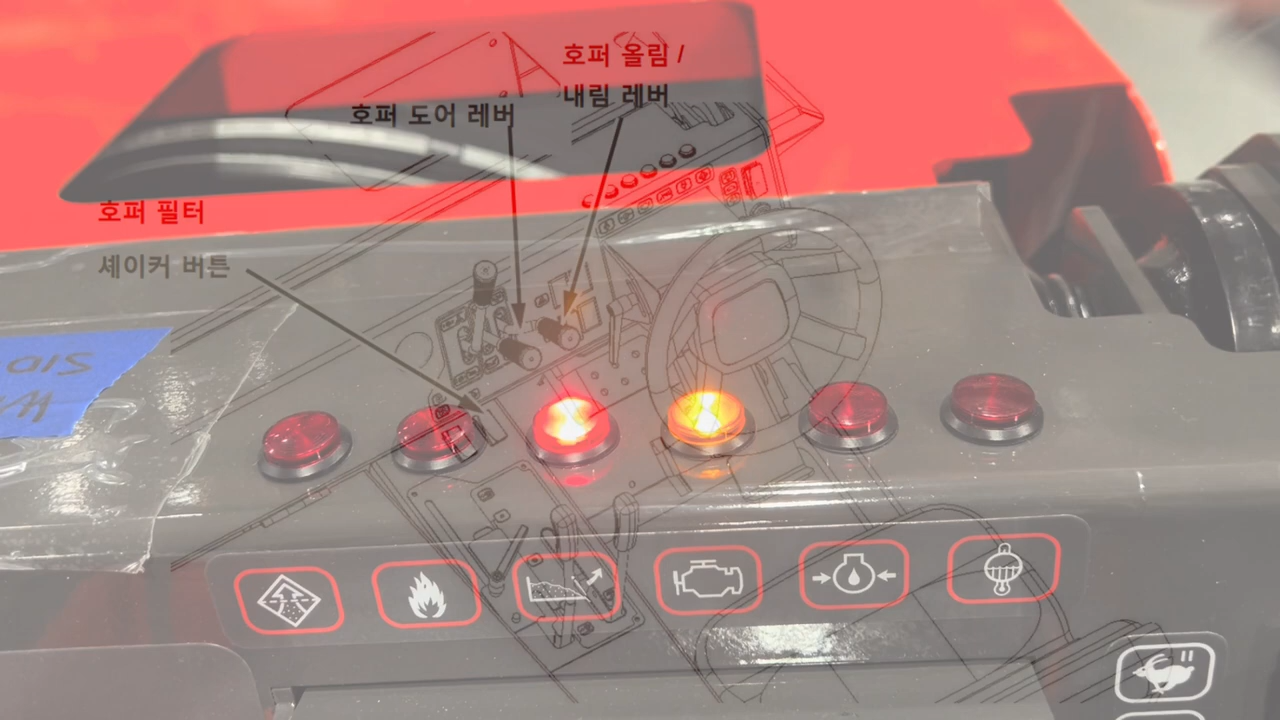 호퍼 올림 /
내림 레버
호퍼 도어 레버
호퍼 필터
셰이커 버튼